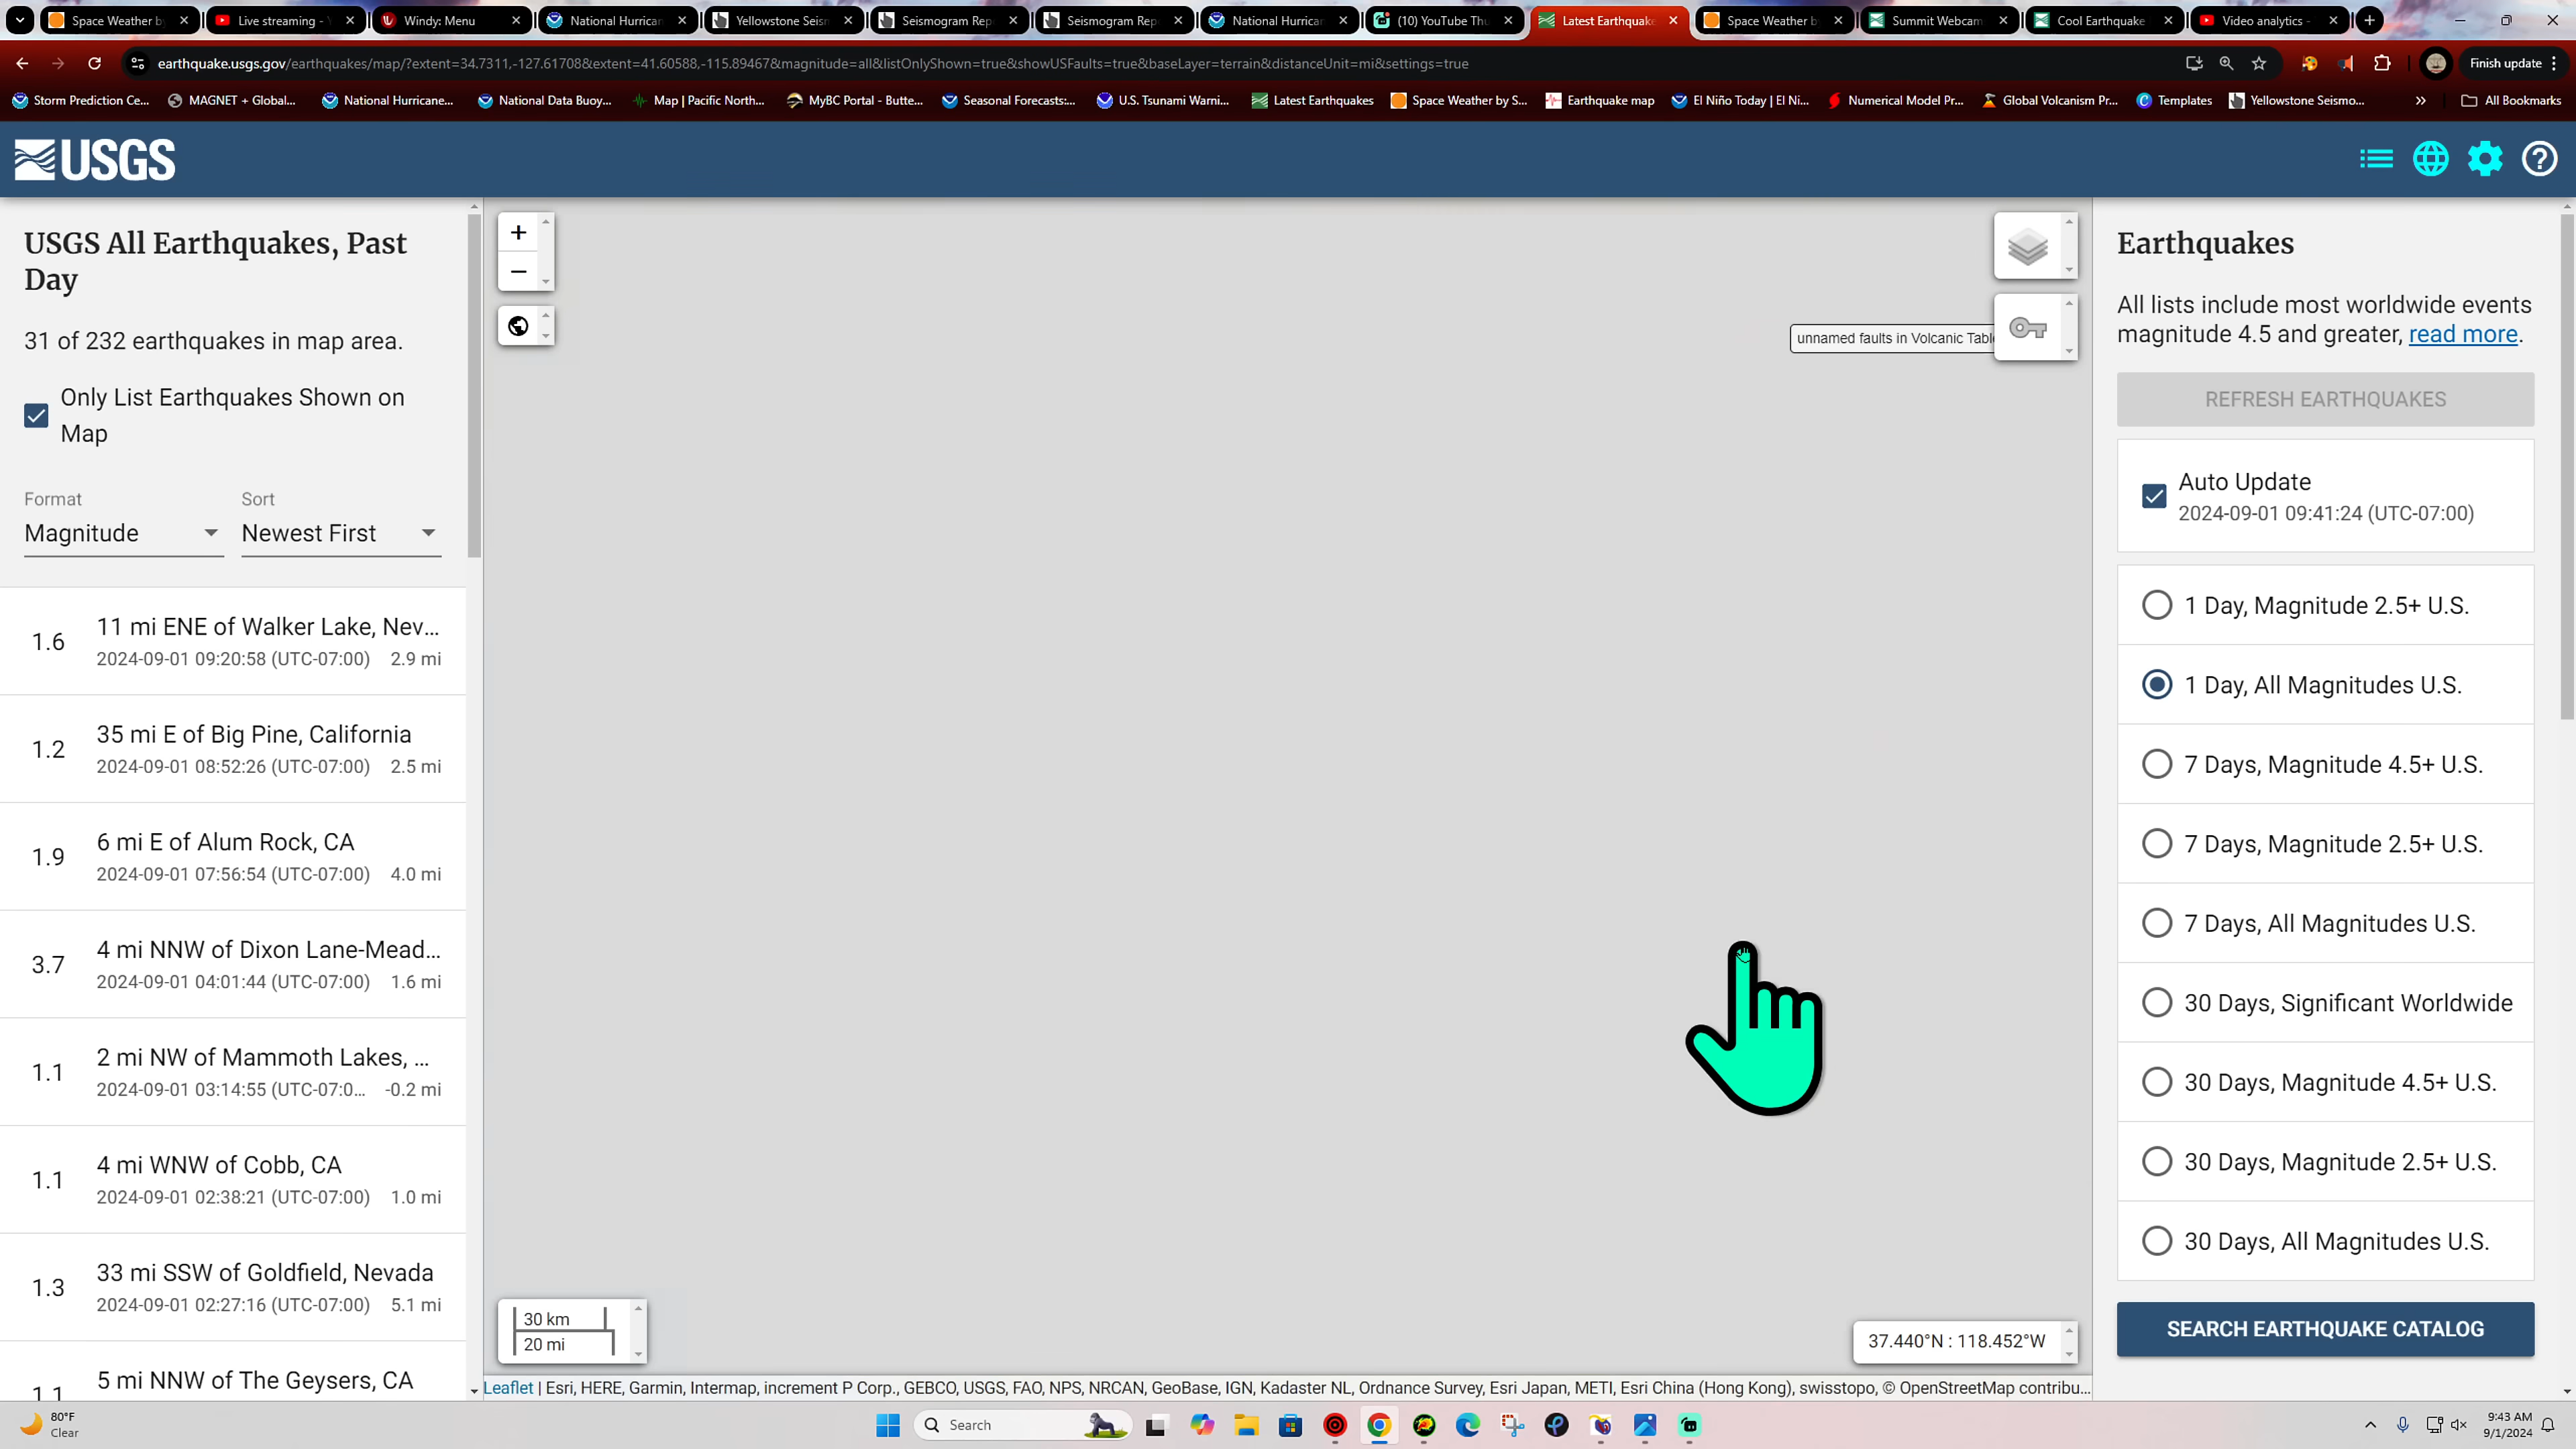 Space Weather by
Live streaming - Y
Windy: Menu
National Hurrican
Yellowstone Seism
Seismogram Rep
Seismogram Rep
National Hurrican
(10) YouTube Thu
Latest Earthquake
Space Weather by
Summit Webcam
Cool Earthquake
Video analytics -
earthquake.usgs.gov/earthquakes/map/?extent=34.7311,-127.61708&extent=41.60588,-115.89467&magnitude=all&listOnlyShown=true&showUSFaults=true&baseLayer=terrain&distanceUnit=mi&settings=true
Finish update
Storm Prediction Ce...
MAGNET + Global...
National Hurricane...
National Data Buoy...
Map | Pacific North...
MyBC Portal - Butte...
Seasonal Forecasts:...
U.S. Tsunami Warni...
Latest Earthquakes
Space Weather by S...
Earthquake map
El Niño Today | El Ni...
Numerical Model Pr...
Global Volcanism Pr...
Templates
Yellowstone Seismo...
All Bookmarks
USGS
USGS All Earthquakes, Past
Day
31 of 232 earthquakes in map area.
Only List Earthquakes Shown on
Map
Format
Sort
Magnitude
Newest First
1.6
11 mi ENE of Walker Lake, Nev...
2024-09-01 09:20:58 (UTC-07:00) 2.9 mi
1.2
35 mi E of Big Pine, California
2024-09-01 08:52:26 (UTC-07:00) 2.5 mi
1.9
6 mi E of Alum Rock, CA
2024-09-01 07:56:54 (UTC-07:00) 4.0 mi
3.7
4 mi NNW of Dixon Lane-Mead...
2024-09-01 04:01:44 (UTC-07:00) 1.6 mi
1.1
2 mi NW of Mammoth Lakes, ...
2024-09-01 03:14:55 (UTC-07:0... -0.2 mi
1.1
4 mi WNW of Cobb, CA
2024-09-01 02:38:21 (UTC-07:00) 1.0 mi
1.3
33 mi SSW of Goldfield, Nevada
2024-09-01 02:27:16 (UTC-07:00) 5.1 mi
1.1
5 mi NNW of The Geysers, CA
unnamed faults in Volcanic Table
30 km
20 mi
37.440°N : 118.452°W
Leaflet | Esri, HERE, Garmin, Intermap, increment P Corp., GEBCO, USGS, FAO, NPS, NRCAN, GeoBase, IGN, Kadaster NL, Ordnance Survey, Esri Japan, METI, Esri China (Hong Kong), swisstopo, © OpenStreetMap contribu...
Earthquakes
All lists include most worldwide events
magnitude 4.5 and greater, read more.
REFRESH EARTHQUAKES
Auto Update
2024-09-01 09:41:24 (UTC-07:00)
1 Day, Magnitude 2.5+ U.S.
1 Day, All Magnitudes U.S.
7 Days, Magnitude 4.5+ U.S.
7 Days, Magnitude 2.5+ U.S.
7 Days, All Magnitudes U.S.
30 Days, Significant Worldwide
30 Days, Magnitude 4.5+ U.S.
30 Days, Magnitude 2.5+ U.S.
30 Days, All Magnitudes U.S.
SEARCH EARTHQUAKE CATALOG
80°F
Clear
Search
9:43 AM
9/1/2024